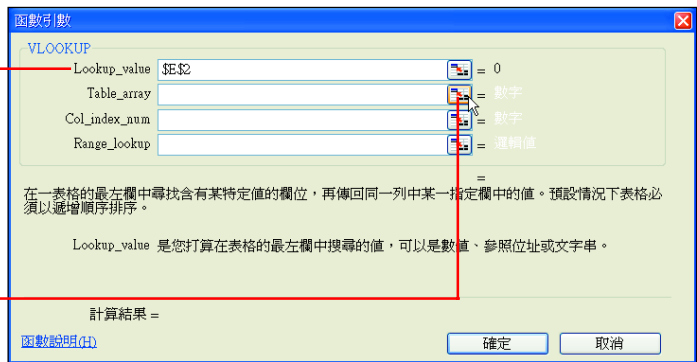 函數引數
VLOOKUP
Lookup_value $E$2 = 0
Table_array = 數字
Col_index_num = 數字
Range_lookup = 邏輯值
=
在一表格的最左欄中尋找含有某特定值的欄位，再傳回同一列中某一指定欄中的值。預設情況下表格必
須以遞增順序排序。
Lookup_value 是您打算在表格的最左欄中搜尋的值，可以是數值、參照位址或文字串。
計算結果 =
函數說明(H)
確定 取消